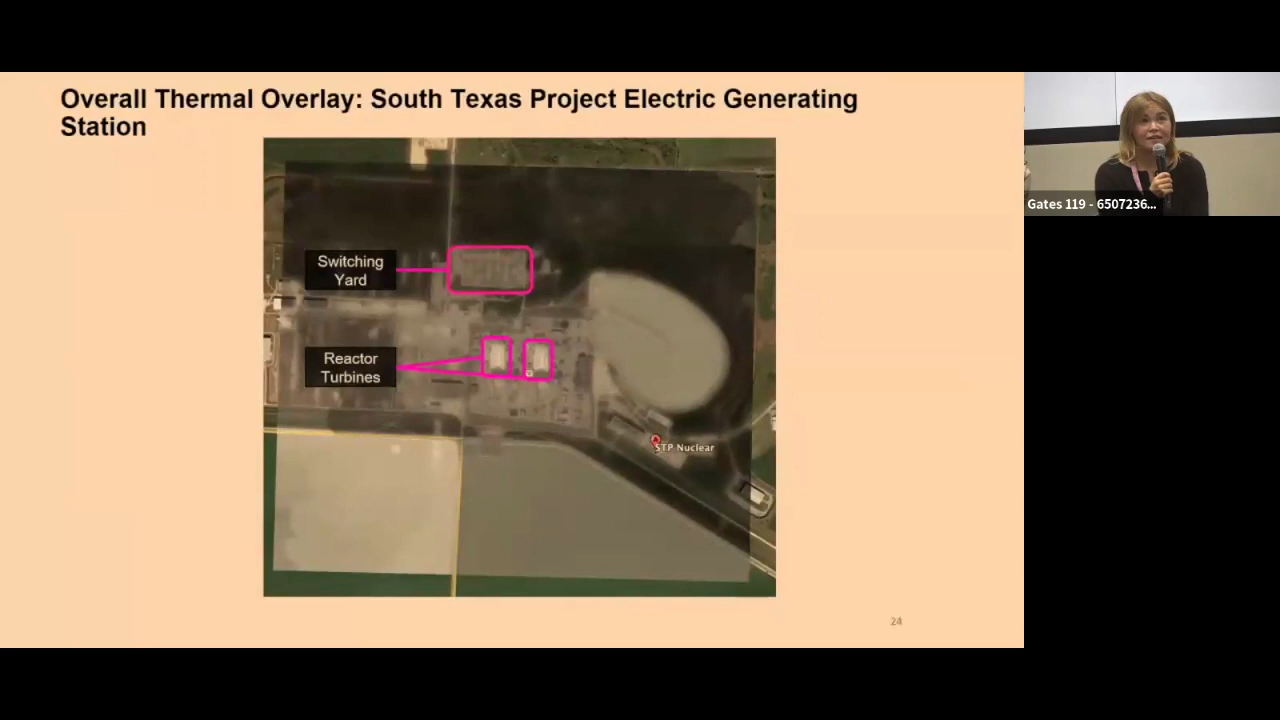 Overall Thermal Overlay: South Texas Project Electric Generating
Station
Switching
Yard
Reactor
Turbines
STP Nuclear
24
Gates 119 - 6507236...